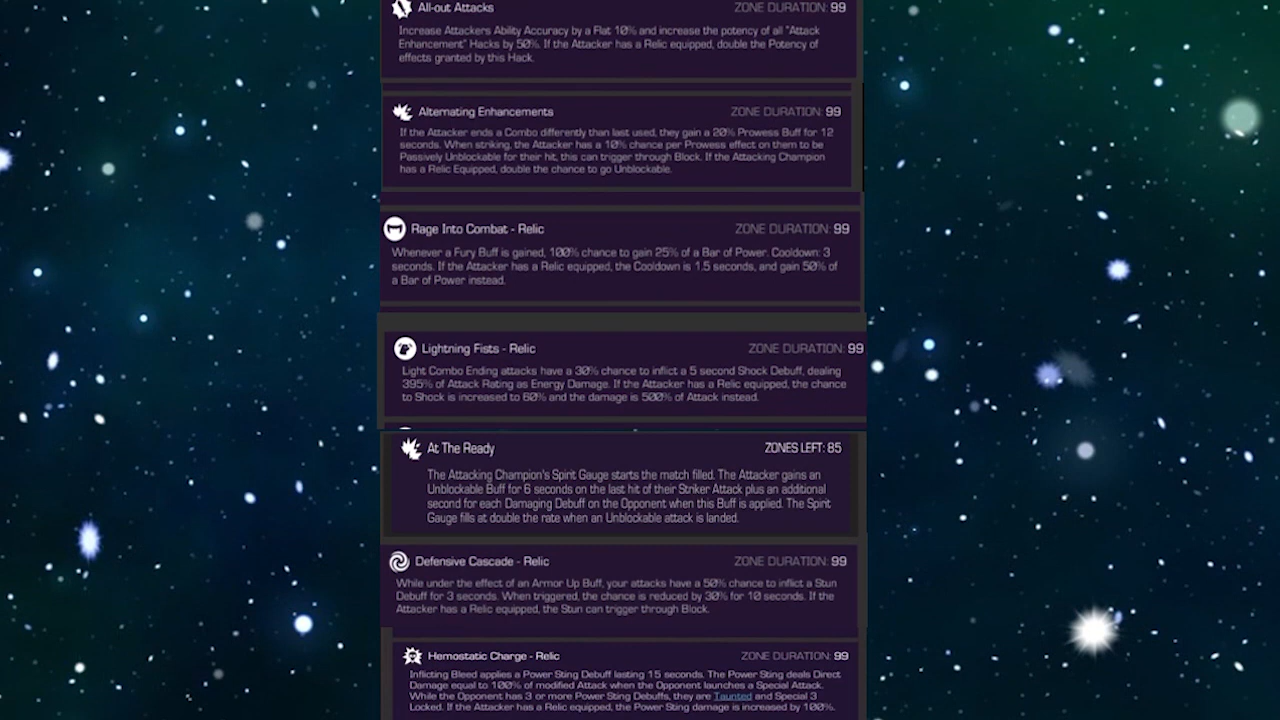 All-out Attacks ZONE DURATION: 99
Increase Attackers Ability Accuracy by a Flat 10% and increase the potency of all "Attack
Enhancement" Hacks by 50%. If the Attacker has a Relic equipped, double the Potency of
effects granted by this Hack.
Alternating Enhancements ZONE DURATION: 99
If the Attacker ends a Combo differently than last used, they gain a 20% Prowess Buff for 12
seconds. When striking, the Attacker has a 10% chance per Prowess effect on them to be
Passively Unblockable for their hit, this can trigger through Block. If the Attacking Champion
has a Relic Equipped, double the chance to go Unblockable.
Rage Into Combat - Relic ZONE DURATION: 99
Whenever a Fury Buff is gained, 100% chance to gain 25% of a Bar of Power. Cooldown: 3
seconds. If the Attacker has a Relic equipped, the Cooldown is 1.5 seconds, and gain 50% of
a Bar of Power instead.
Lightning Fists - Relic ZONE DURATION: 99
Light Combo Ending attacks have a 30% chance to inflict a 5 second Shock Debuff, dealing
395% of Attack Rating as Energy Damage. If the Attacker has a Relic equipped, the chance
to Shock is increased to 60% and the damage is 500% of Attack instead.
At The Ready ZONES LEFT: 85
The Attacking Champion's Spirit Gauge starts the match filled. The Attacker gains an
Unblockable Buff for 6 seconds on the last hit of their Striker Attack plus an additional
second for each Damaging Debuff on the Opponent when this Buff is applied. The Spirit
Gauge fills at double the rate when an Unblockable attack is landed.
Defensive Cascade - Relic ZONE DURATION: 99
While under the effect of an Armor Up Buff, your attacks have a 50% chance to inflict a Stun
Debuff for 3 seconds. When triggered, the chance is reduced by 30% for 10 seconds. If the
Attacker has a Relic equipped, the Stun can trigger through Block.
Hemostatic Charge - Relic ZONE DURATION: 99
Inflicting Bleed applies a Power Sting Debuff lasting 15 seconds. The Power Sting deals Direct
Damage equal to 100% of modified Attack when the Opponent launches a Special Attack.
While the Opponent has 3 or more Power Sting Debuffs, they are Taunted and Special 3
Locked. If the Attacker has a Relic equipped, the Power Sting damage is increased by 100%.